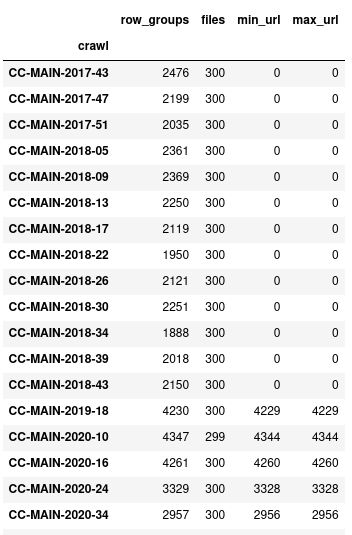 row_groups files min_url max_url
crawl
CC-MAIN-2017-43 2476 300 0 0
CC-MAIN-2017-47 2199 300 0 0
CC-MAIN-2017-51 2035 300 0 0
CC-MAIN-2018-05 2361 300 0 0
CC-MAIN-2018-09 2369 300 0 0
CC-MAIN-2018-13 2250 300 0 0
CC-MAIN-2018-17 2119 300 0 0
CC-MAIN-2018-22 1950 300 0 0
CC-MAIN-2018-26 2121 300 0 0
CC-MAIN-2018-30 2251 300 0 0
CC-MAIN-2018-34 1888 300 0 0
CC-MAIN-2018-39 2018 300 0 0
CC-MAIN-2018-43 2150 300 0 0
CC-MAIN-2019-18 4230 300 4229 4229
CC-MAIN-2020-10 4347 299 4344 4344
CC-MAIN-2020-16 4261 300 4260 4260
CC-MAIN-2020-24 3329 300 3328 3328
CC-MAIN-2020-34 2957 300 2956 2956